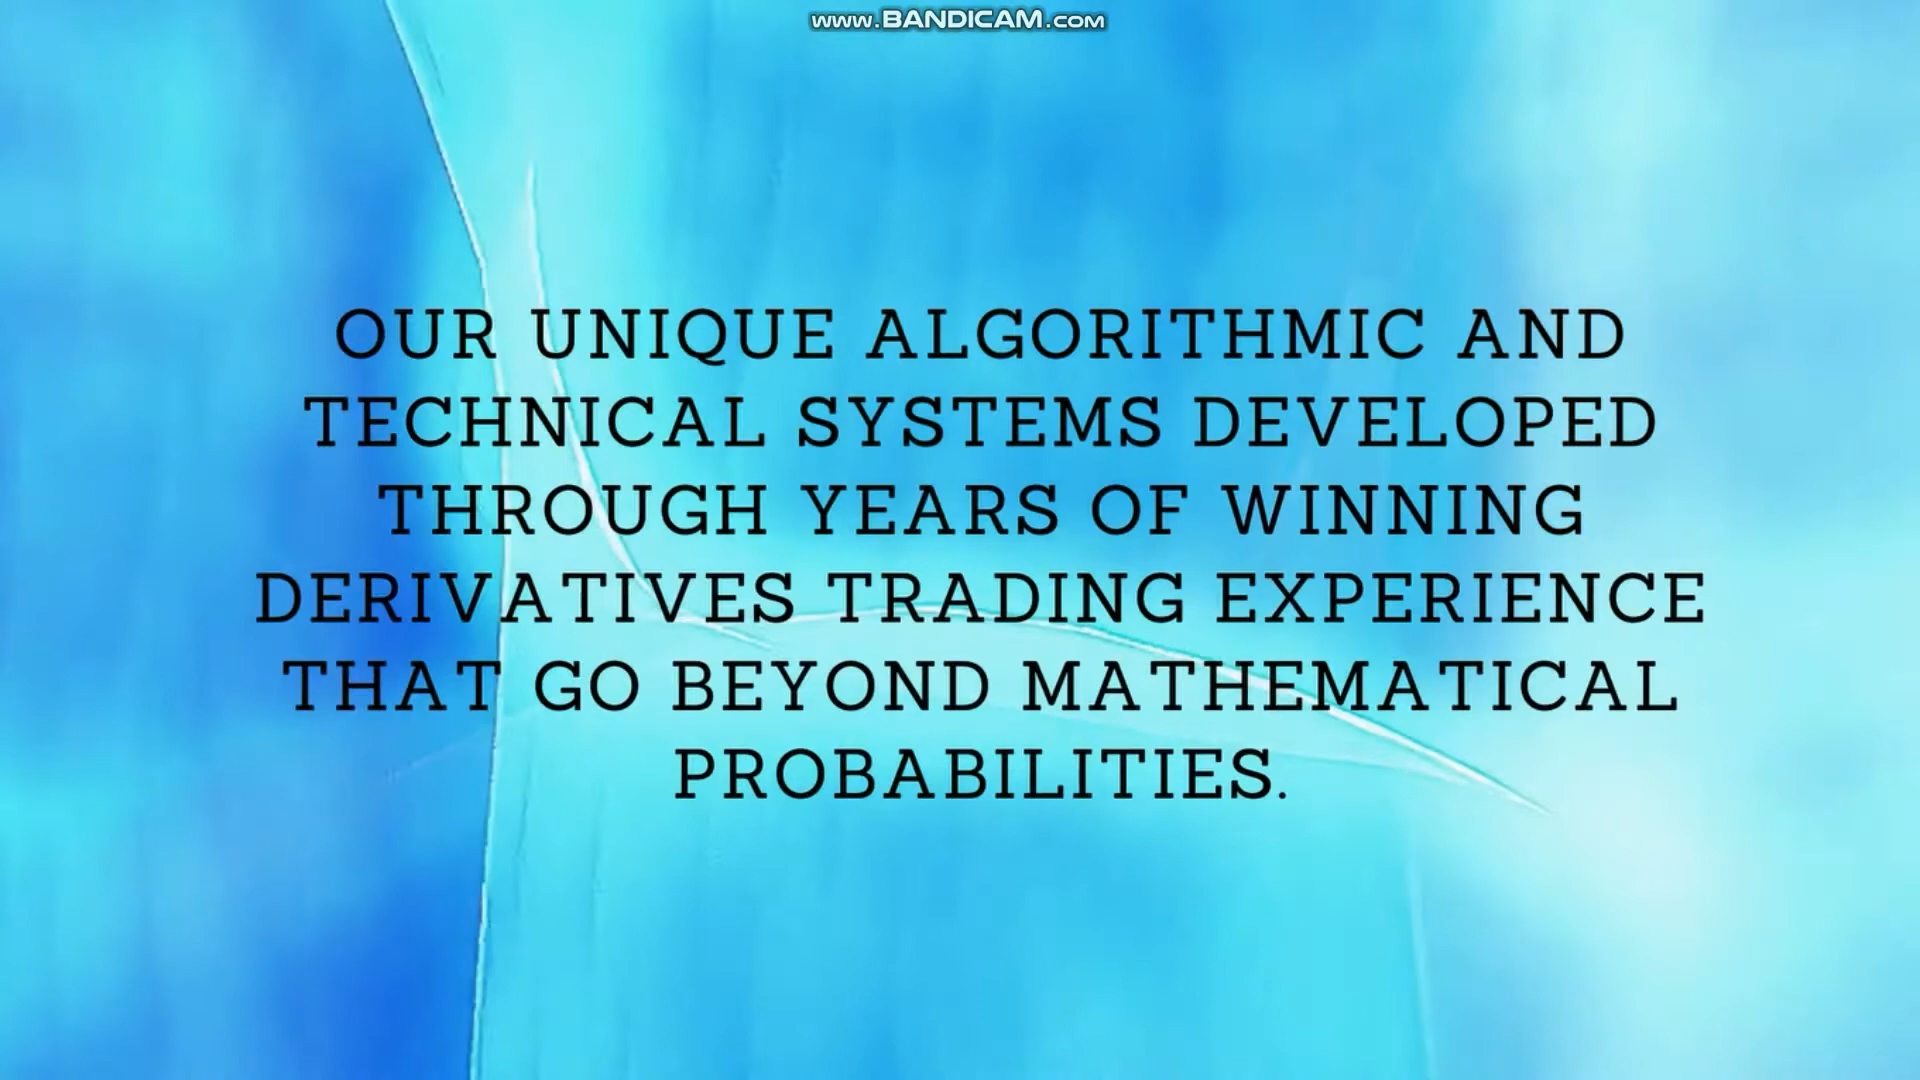 www.BANDICAM.com
OUR UNIQUE ALGORITHMIC AND
TECHNICAL SYSTEMS DEVELOPED
THROUGH YEARS OF WINNING
DERIVATIVES TRADING EXPERIENCE
THAT GO BEYOND MATHEMATICAL
PROBABILITIES.